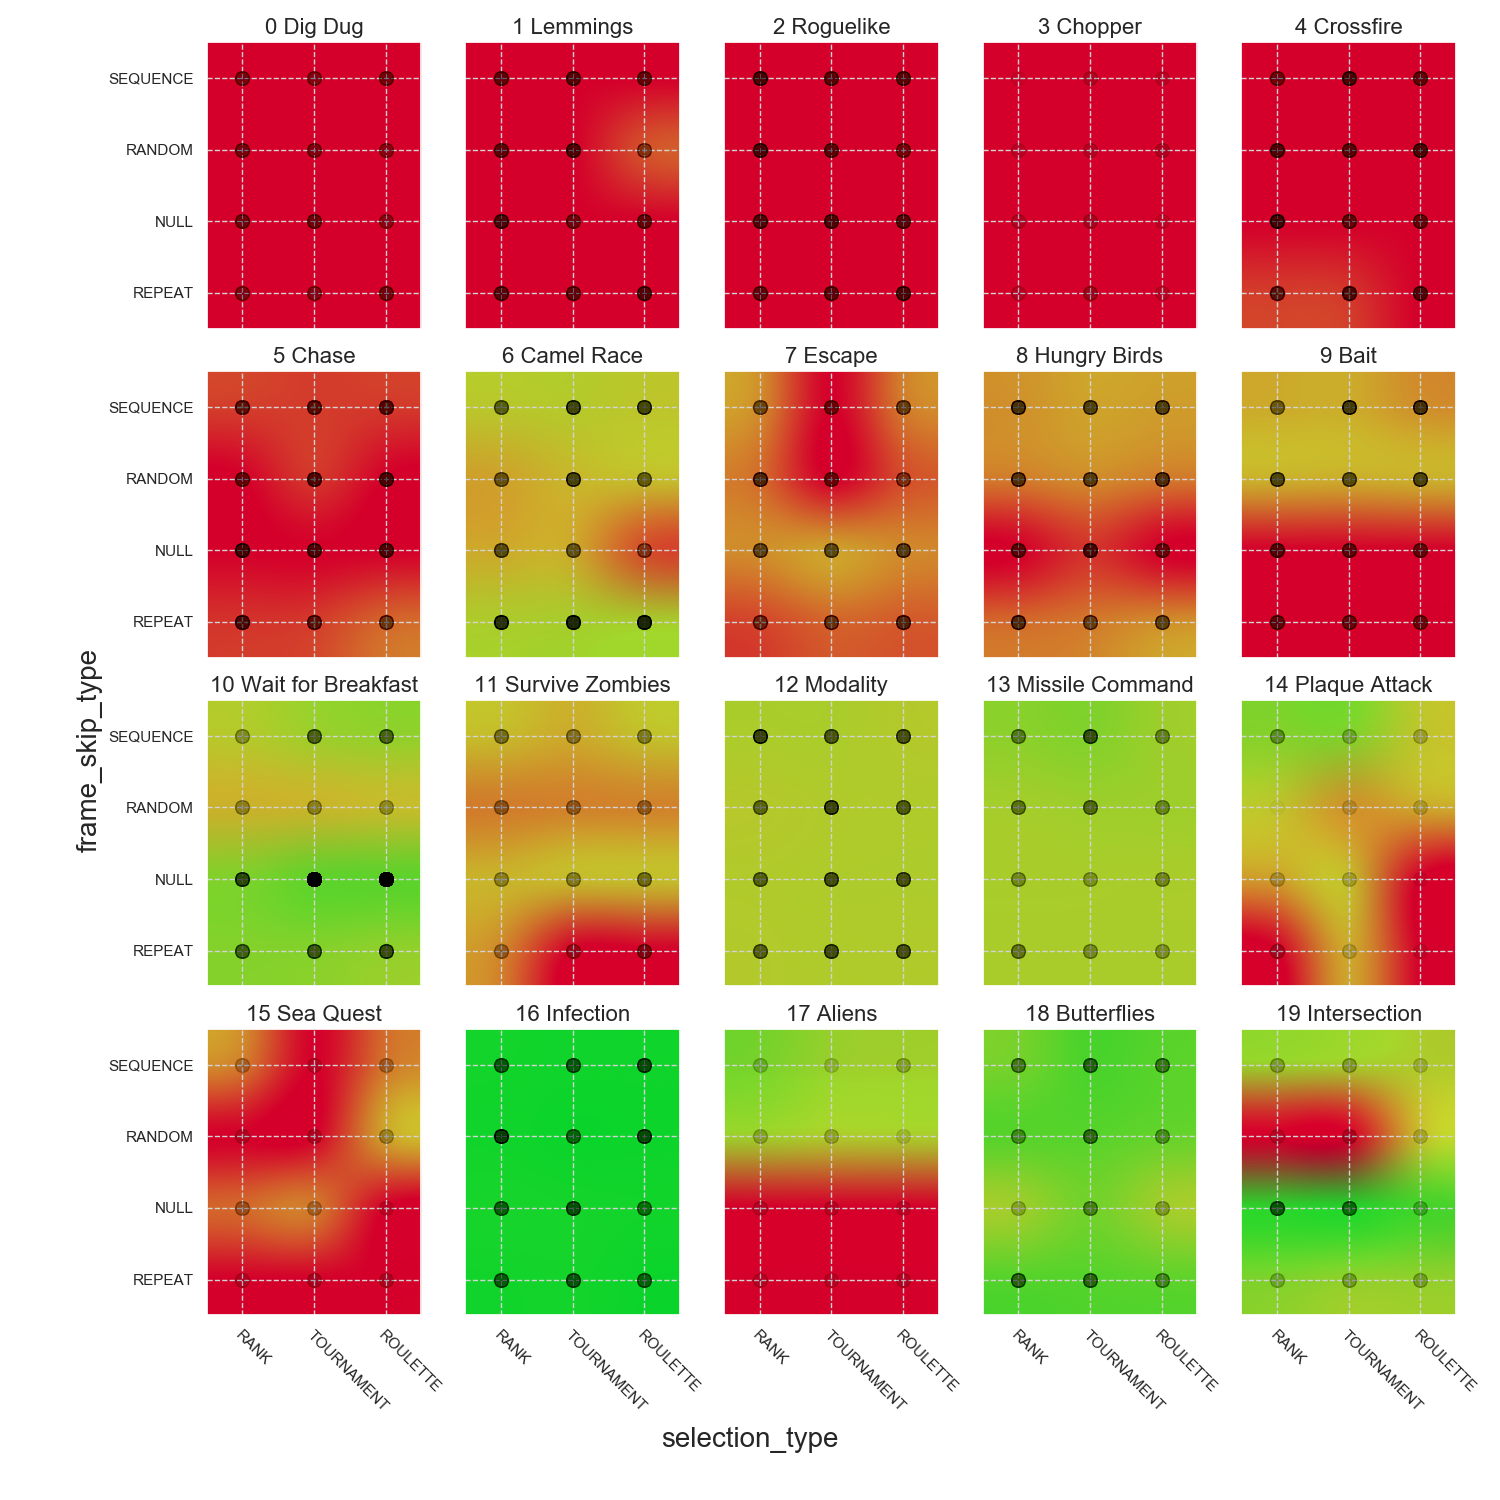 0 Dig Dug
1 Lemmings
2 Roguelike
3 Chopper
4 Crossfire
SEQUENCE
RANDOM
NULL
REPEAT
5 Chase
6 Camel Race
7 Escape
8 Hungry Birds
9 Bait
SEQUENCE
RANDOM
NULL
REPEAT
frame_skip_type
10 Wait for Breakfast
11 Survive Zombies
12 Modality
13 Missile Command
14 Plaque Attack
SEQUENCE
RANDOM
NULL
REPEAT
15 Sea Quest
16 Infection
17 Aliens
18 Butterflies
19 Intersection
SEQUENCE
RANDOM
NULL
REPEAT
RANK
TOURNAMENT
ROULETTE
RANK
TOURNAMENT
ROULETTE
RANK
TOURNAMENT
ROULETTE
RANK
TOURNAMENT
ROULETTE
RANK
TOURNAMENT
ROULETTE
selection_type